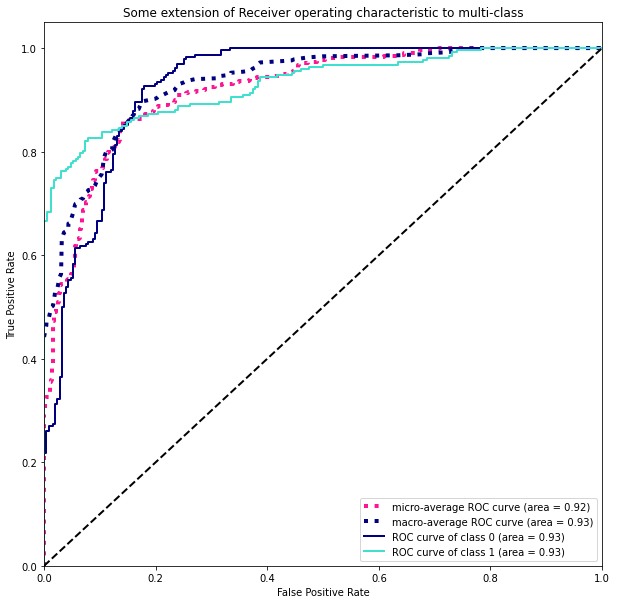 Some extension of Receiver operating characteristic to multi-class
1.0
0.8
0.6
0.4
0.2
0.0
True Positive Rate
micro-average ROC curve (area = 0.92)
macro-average ROC curve (area = 0.93)
ROC curve of class 0 (area = 0.93)
ROC curve of class 1 (area = 0.93)
0.0 0.2 0.4 0.6 0.8 1.0
False Positive Rate